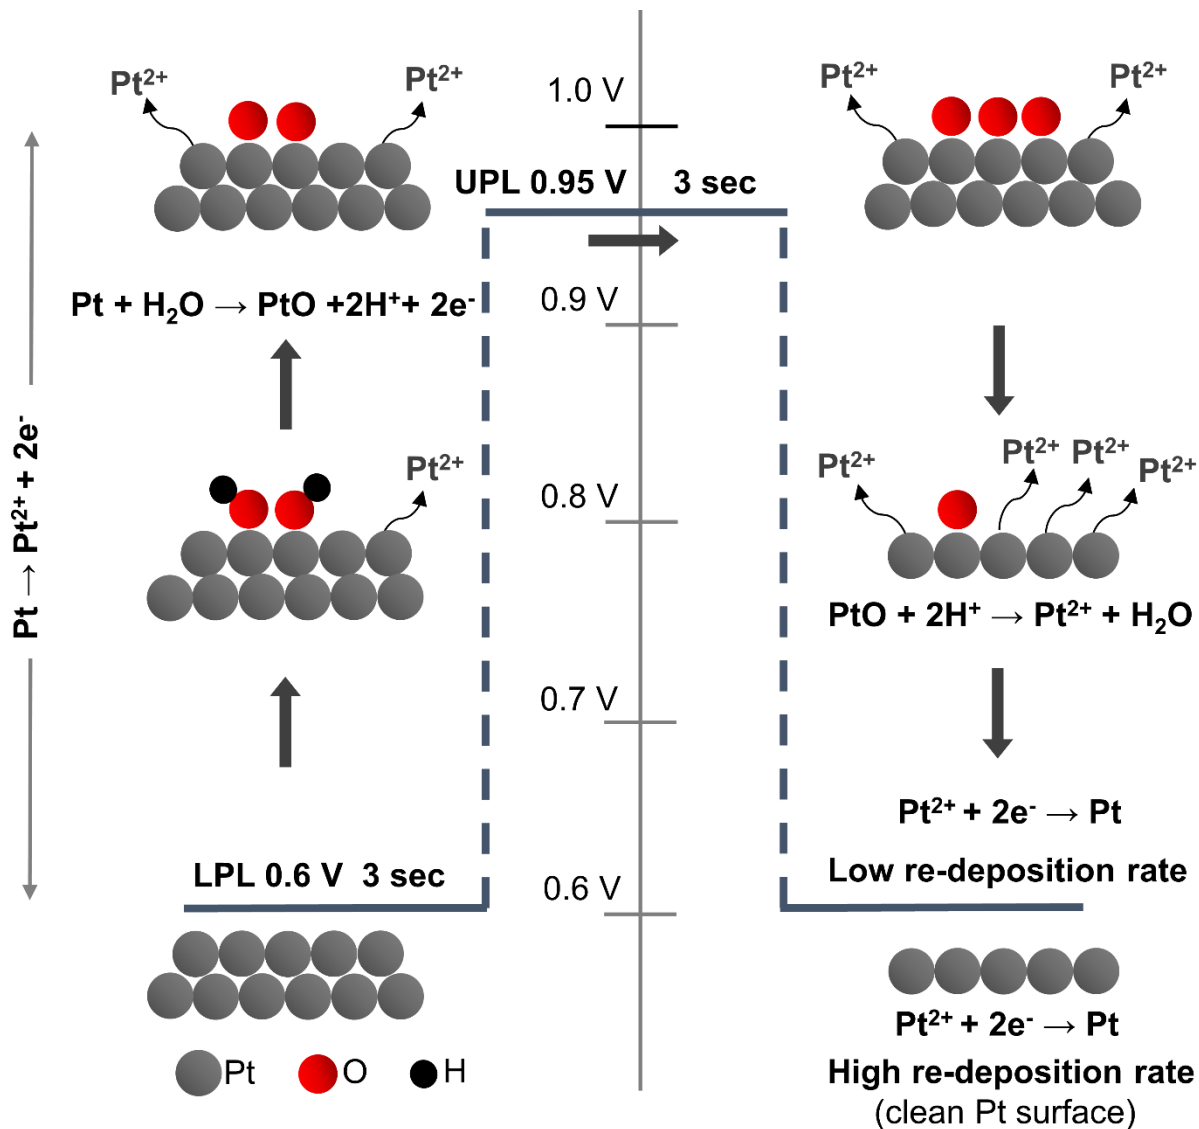 Pt²⁺
Pt²⁺
1.0 V
Pt²⁺
Pt²⁺
UPL 0.95 V 3 sec
Pt + H₂O → PtO +2H⁺+ 2e⁻
0.9 V
Pt → Pt²⁺ + 2e⁻
Pt²⁺
0.8 V
Pt²⁺
Pt²⁺
Pt²⁺
Pt²⁺
PtO + 2H⁺ → Pt²⁺ + H₂O
0.7 V
Pt²⁺ + 2e⁻ → Pt
LPL 0.6 V 3 sec
0.6 V
Low re-deposition rate
Pt²⁺ + 2e⁻ → Pt
High re-deposition rate
(clean Pt surface)
Pt
O
H